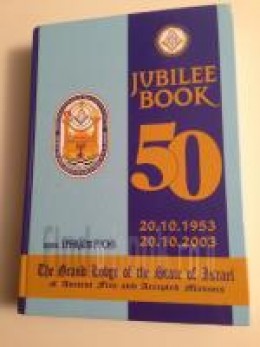 JUBILEE
BOOK
50
20.10.1953
20.10.2003
The Grand Lodge of the State of Israel
of Ancient Free and Accepted Masons